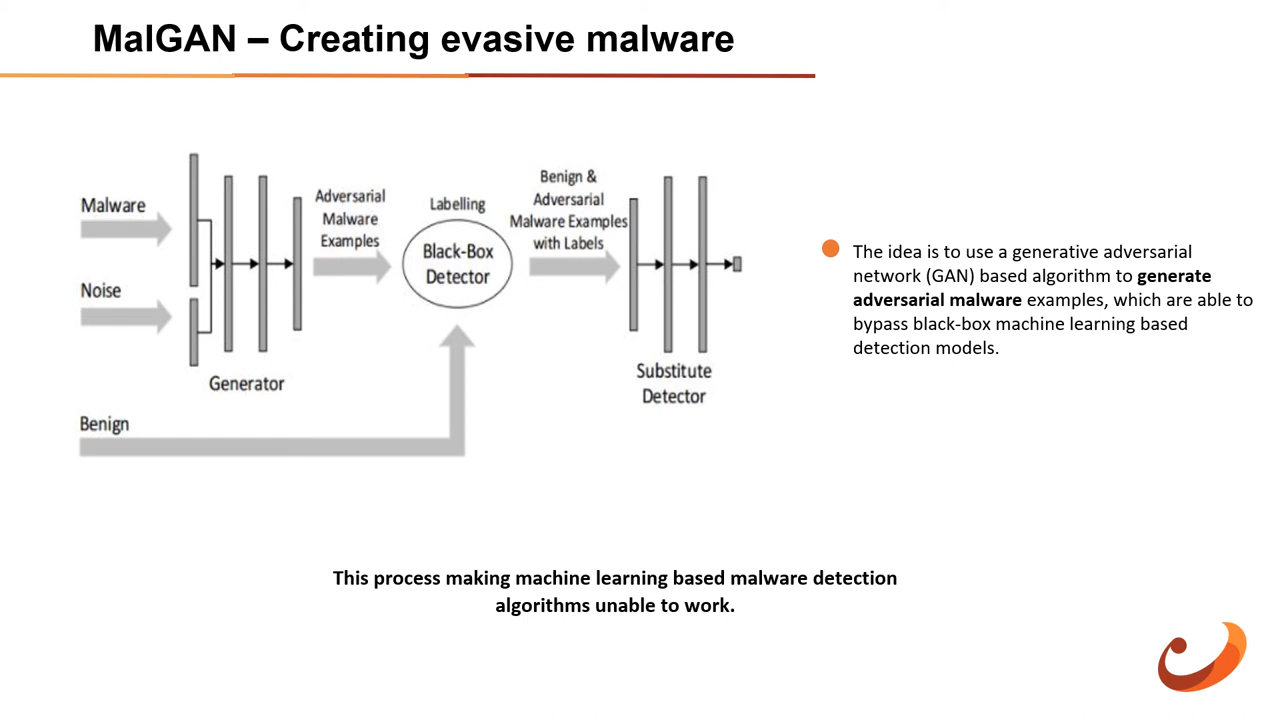 MalGAN – Creating evasive malware
Malware
Noise
Benign
Generator
Adversarial
Malware
Examples
Labelling
Black-Box
Detector
Benign &
Adversarial
Malware Examples
with Labels
Substitute
Detector
The idea is to use a generative adversarial
network (GAN) based algorithm to generate
adversarial malware examples, which are able to
bypass black-box machine learning based
detection models.
This process making machine learning based malware detection
algorithms unable to work.